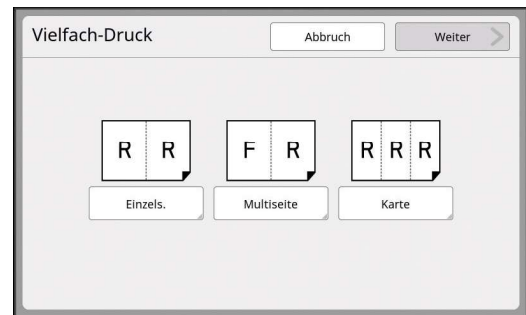 Vielfach-Druck Abbruch Weiter
R R F R R R R
Einzels. Multiseite Karte